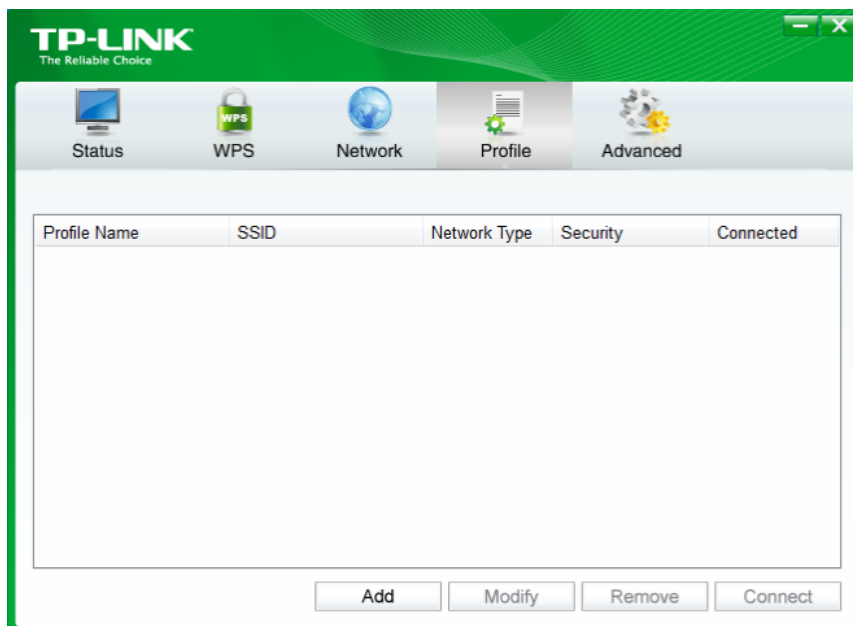 TP-LINK
The Reliable Choice
WPS
Status WPS Network Profile Advanced
Profile Name SSID Network Type Security Connected
Add Modify Remove Connect